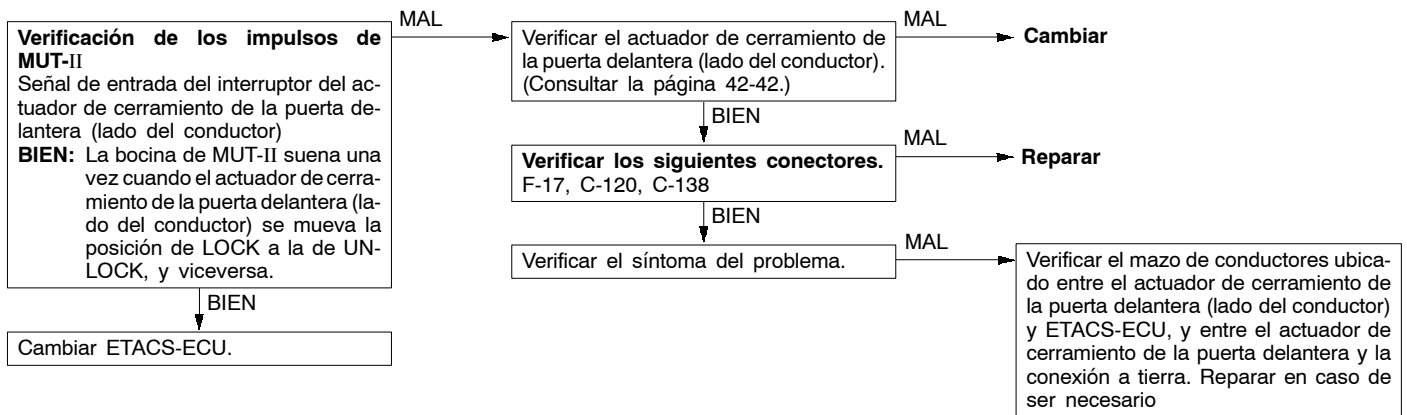 MAL
Verificación de los impulsos de
MUT-II
Señal de entrada del interruptor del ac-
tuador de cerramiento de la puerta de-
lantera (lado del conductor)
BIEN: La bocina de MUT-II suena una
vez cuando el actuador de cerra-
miento de la puerta delantera (la-
do del conductor) se mueva la
posición de LOCK a la de UN-
LOCK, y viceversa.
BIEN
Cambiar ETACS-ECU.
Verificar el actuador de cerramiento de
la puerta delantera (lado del conductor).
(Consultar la página 42-42.)
MAL
Cambiar
BIEN
Verificar los siguientes conectores.
F-17, C-120, C-138
MAL
Reparar
BIEN
Verificar el síntoma del problema.
MAL
Verificar el mazo de conductores ubica-
do entre el actuador de cerramiento de
la puerta delantera (lado del conductor)
y ETACS-ECU, y entre el actuador de
cerramiento de la puerta delantera y la
conexión a tierra. Reparar en caso de
ser necesario